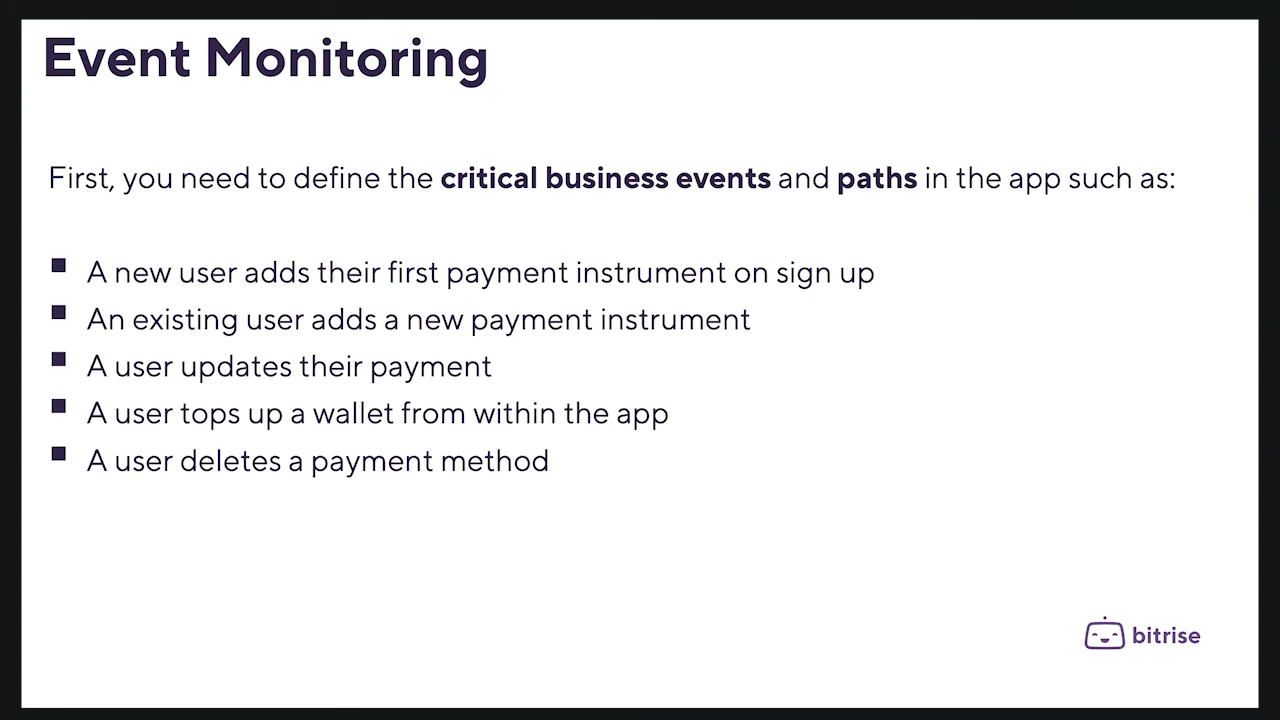 Event Monitoring
First, you need to define the critical business events and paths in the app such as:
A new user adds their first payment instrument on sign up
An existing user adds a new payment instrument
A user updates their payment
A user tops up a wallet from within the app
A user deletes a payment method
bitrise